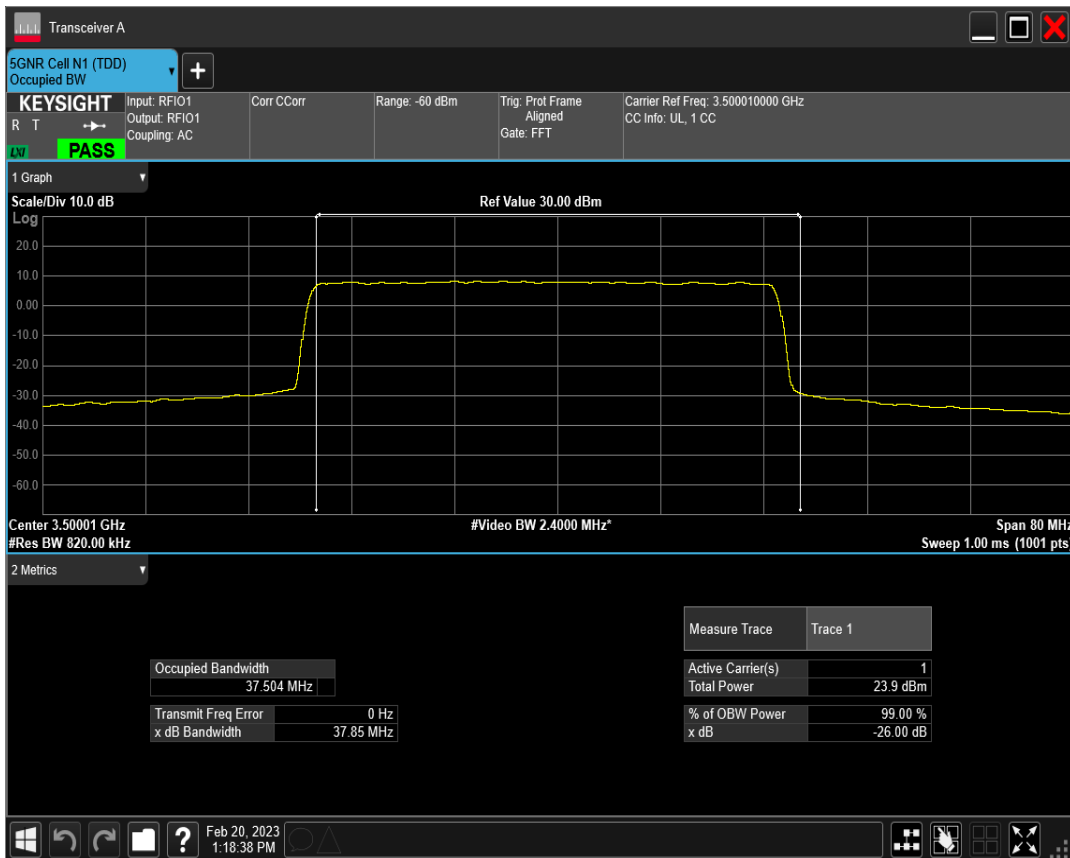 Transceiver A
5GNR Cell N1 (TDD)
Occupied BW
KEYSIGHT
R T
LXI
PASS
Input: RFIO1
Output: RFIO1
Coupling: AC
Corr CCorr
Range: -60 dBm
Trig: Prot Frame
Aligned
Gate: FFT
Carrier Ref Freq: 3.500010000 GHz
CC Info: UL, 1 CC
1 Graph
Scale/Div 10.0 dB
Ref Value 30.00 dBm
Log
20.0
10.0
0.00
-10.0
-20.0
-30.0
-40.0
-50.0
-60.0
Center 3.50001 GHz
#Video BW 2.4000 MHz*
Span 80 MHz
#Res BW 820.00 kHz
Sweep 1.00 ms (1001 pts)
2 Metrics
Measure Trace Trace 1
Occupied Bandwidth
37.504 MHz
Active Carrier(s) 1
Total Power 23.9 dBm
Transmit Freq Error 0 Hz
x dB Bandwidth 37.85 MHz
% of OBW Power 99.00 %
x dB -26.00 dB
Feb 20, 2023
1:18:38 PM